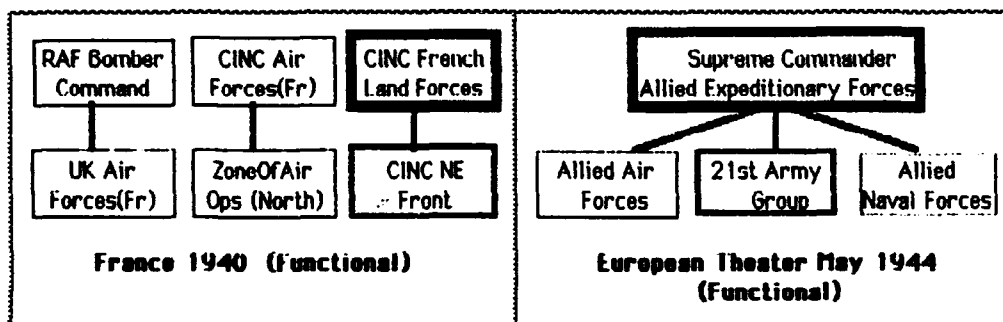 RAF Bomber
Command
CINC Air
Forces(Fr)
CINC French
Land Forces
UK Air
Forces(Fr)
ZoneOfAir
Ops (North)
CINC NE
Front
France 1940 (Functional)
Supreme Commander
Allied Expeditionary Forces
Allied Air
Forces
21st Army
Group
Allied
Naval Forces
European Theater May 1944
(Functional)